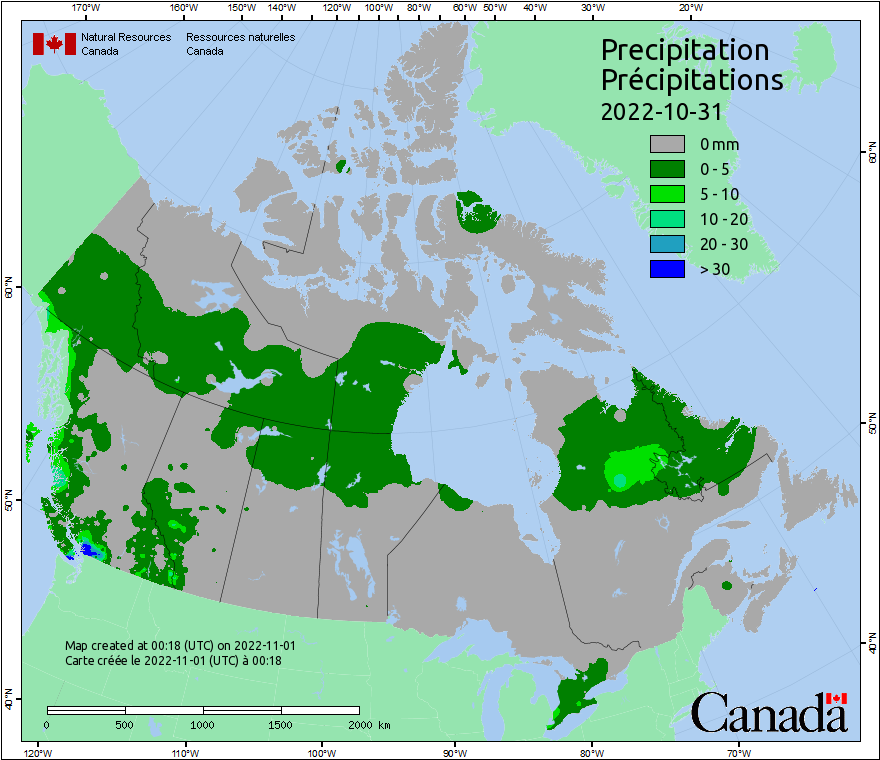 170°W 160°W 150°W 140°W 120°W 100°W 80°W 60°W 50°W 40°W 30°W 20°W
Natural Resources Ressources naturelles
Canada Canada
Precipitation
Précipitations
2022-10-31
0 mm
0 - 5
5 - 10
10 - 20
20 - 30
> 30
60°N 60°N
50°N 50°N
40°N 40°N
Map created at 00:18 (UTC) on 2022-11-01
Carte créée le 2022-11-01 (UTC) à 00:18
0 500 1000 1500 2000 km
Canada
120°W 110°W 100°W 90°W 80°W 70°W